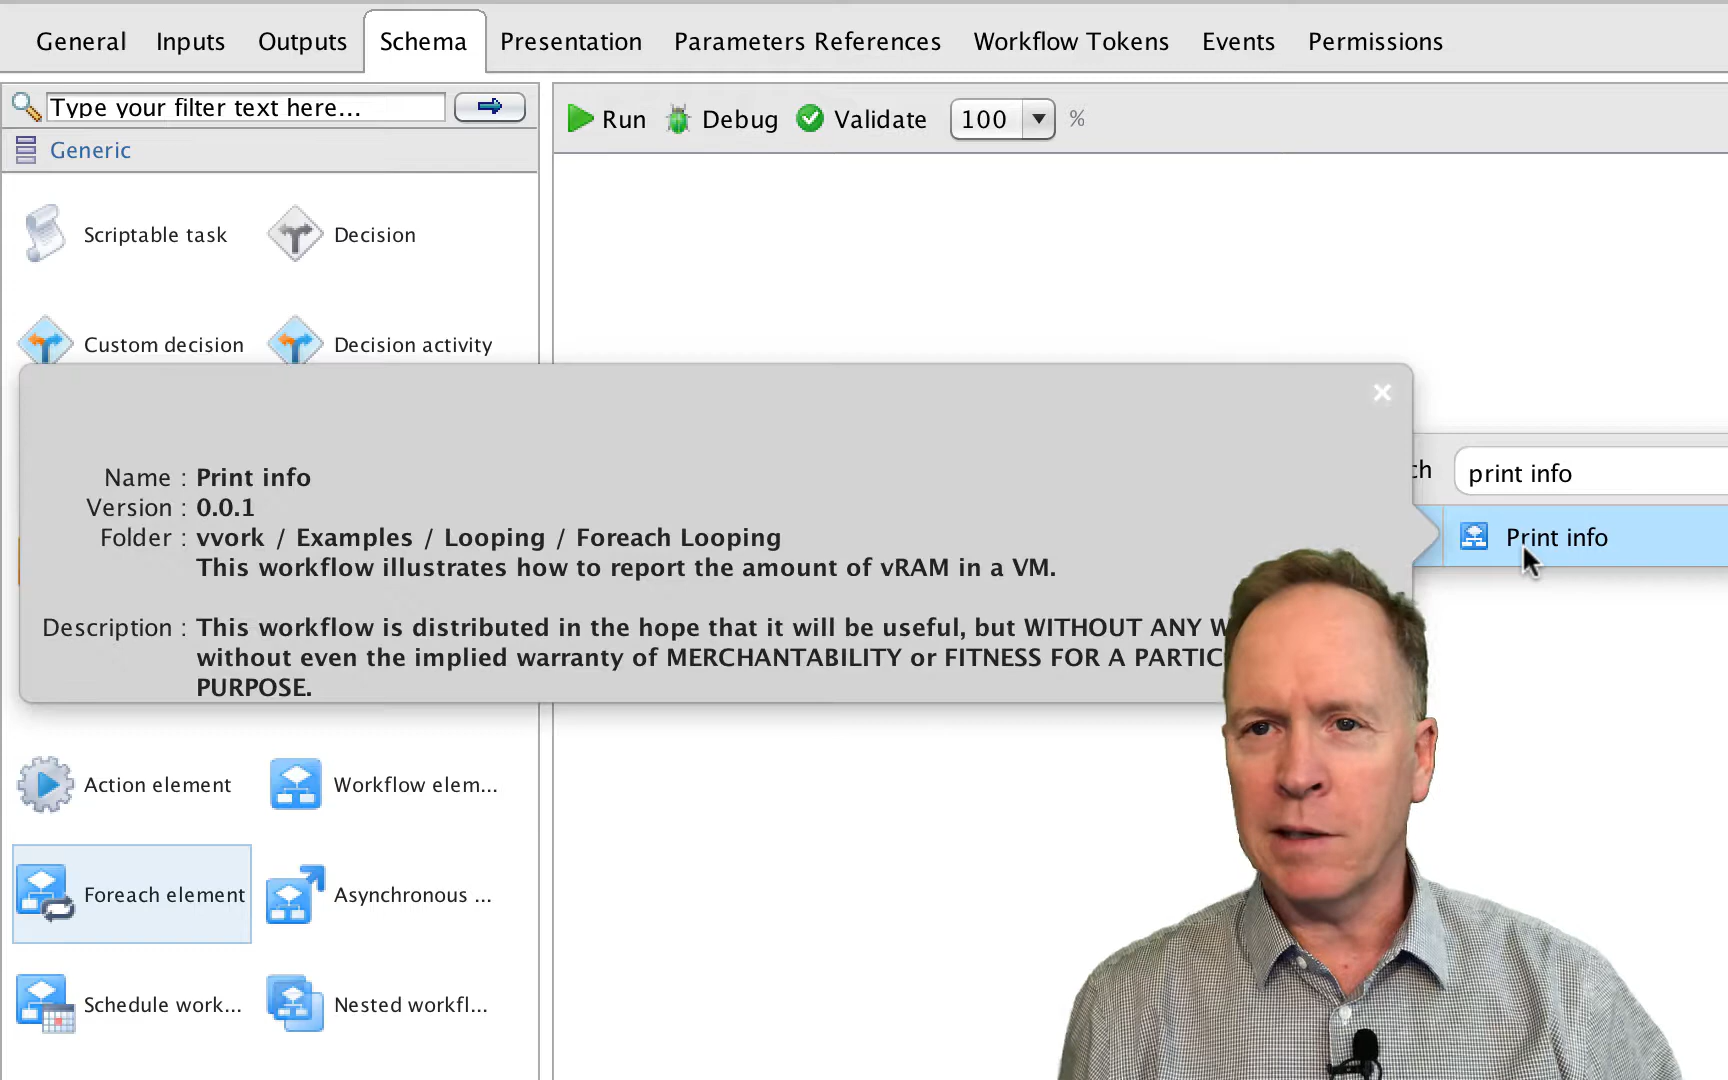 General Inputs Outputs Schema Presentation Parameters References Workflow Tokens Events Permissions
Type your filter text here...
Run Debug Validate 100 %
Generic
Scriptable task Decision
Custom decision Decision activity
Name : Print info
Version : 0.0.1
Folder : vvork / Examples / Looping / Foreach Looping
This workflow illustrates how to report the amount of vRAM in a VM.
Description : This workflow is distributed in the hope that it will be useful, but WITHOUT ANY
without even the implied warranty of MERCHANTABILITY or FITNESS FOR A
PURPOSE.
print info
Print info
Action element Workflow elem...
Foreach element Asynchronous ...
Schedule work... Nested workfl...